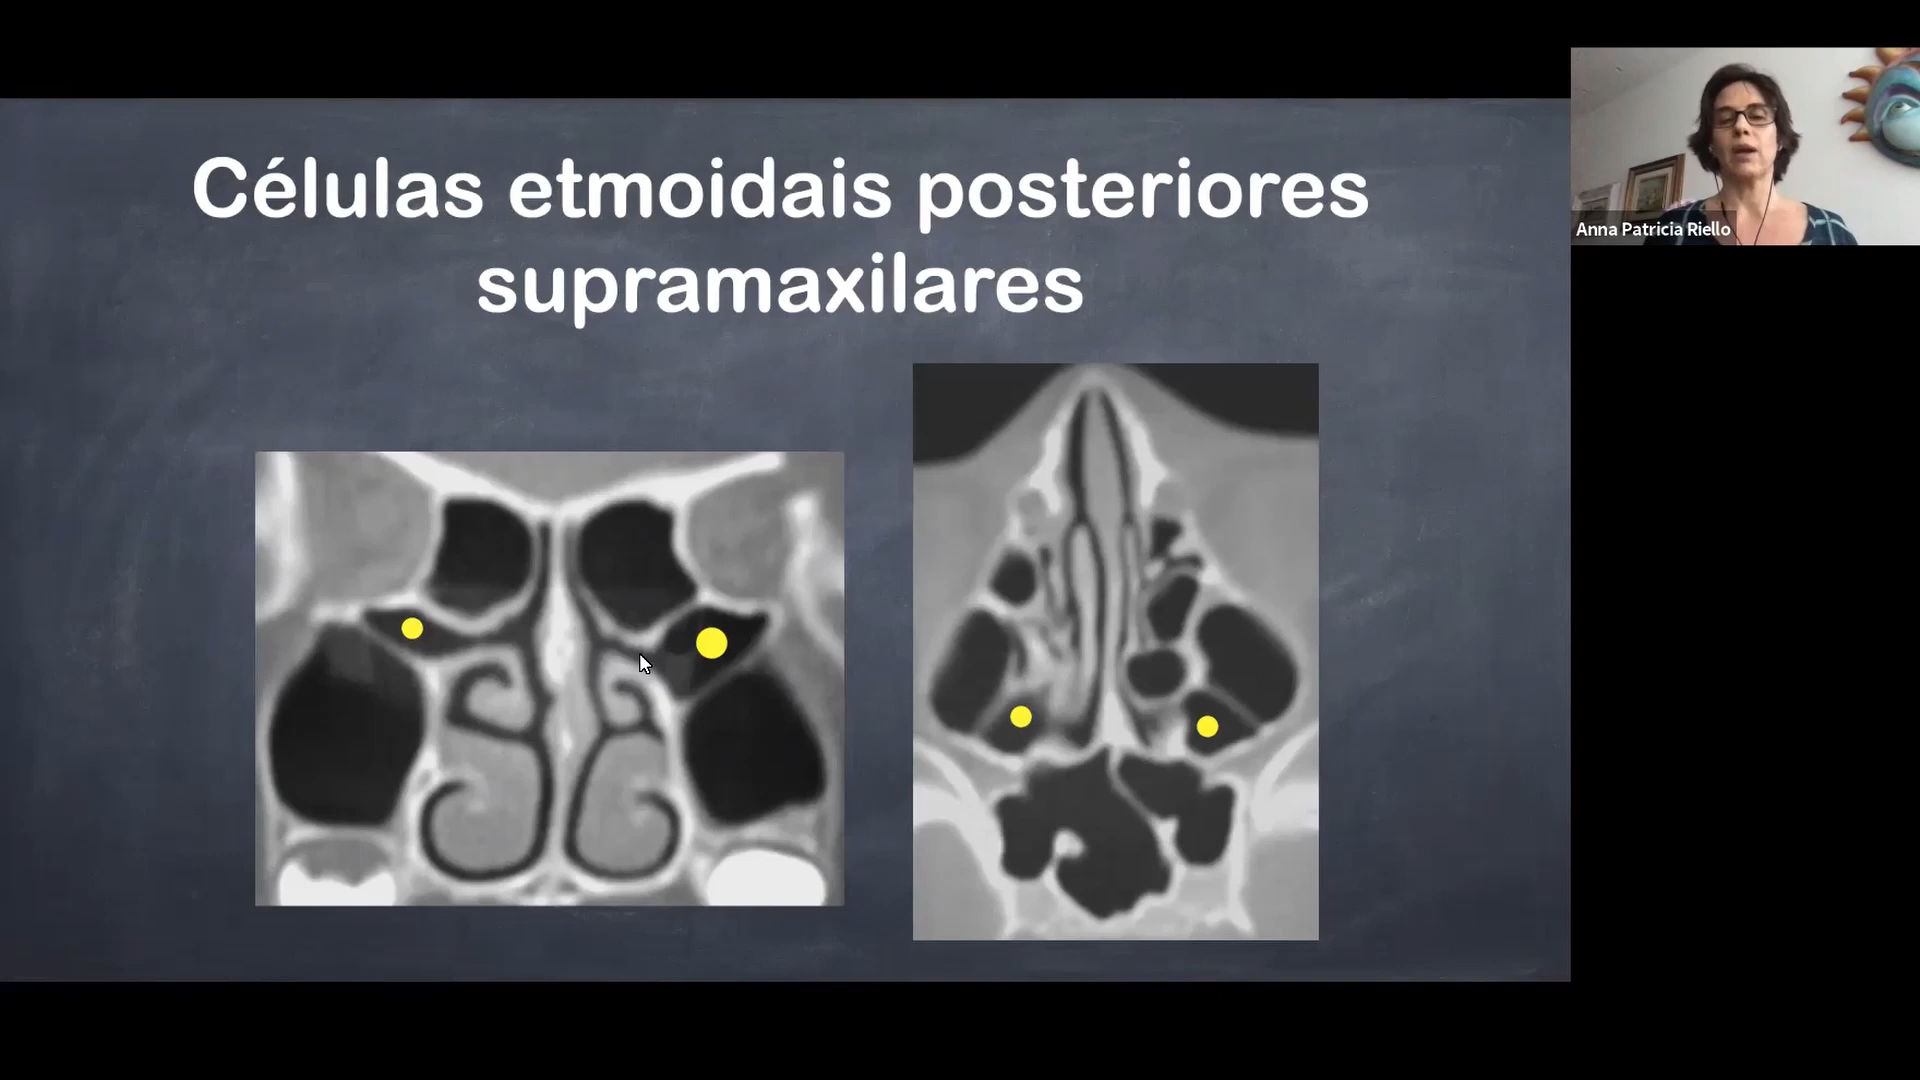 Células etmoidais posteriores
supramaxilares
Anna Patricia Riello